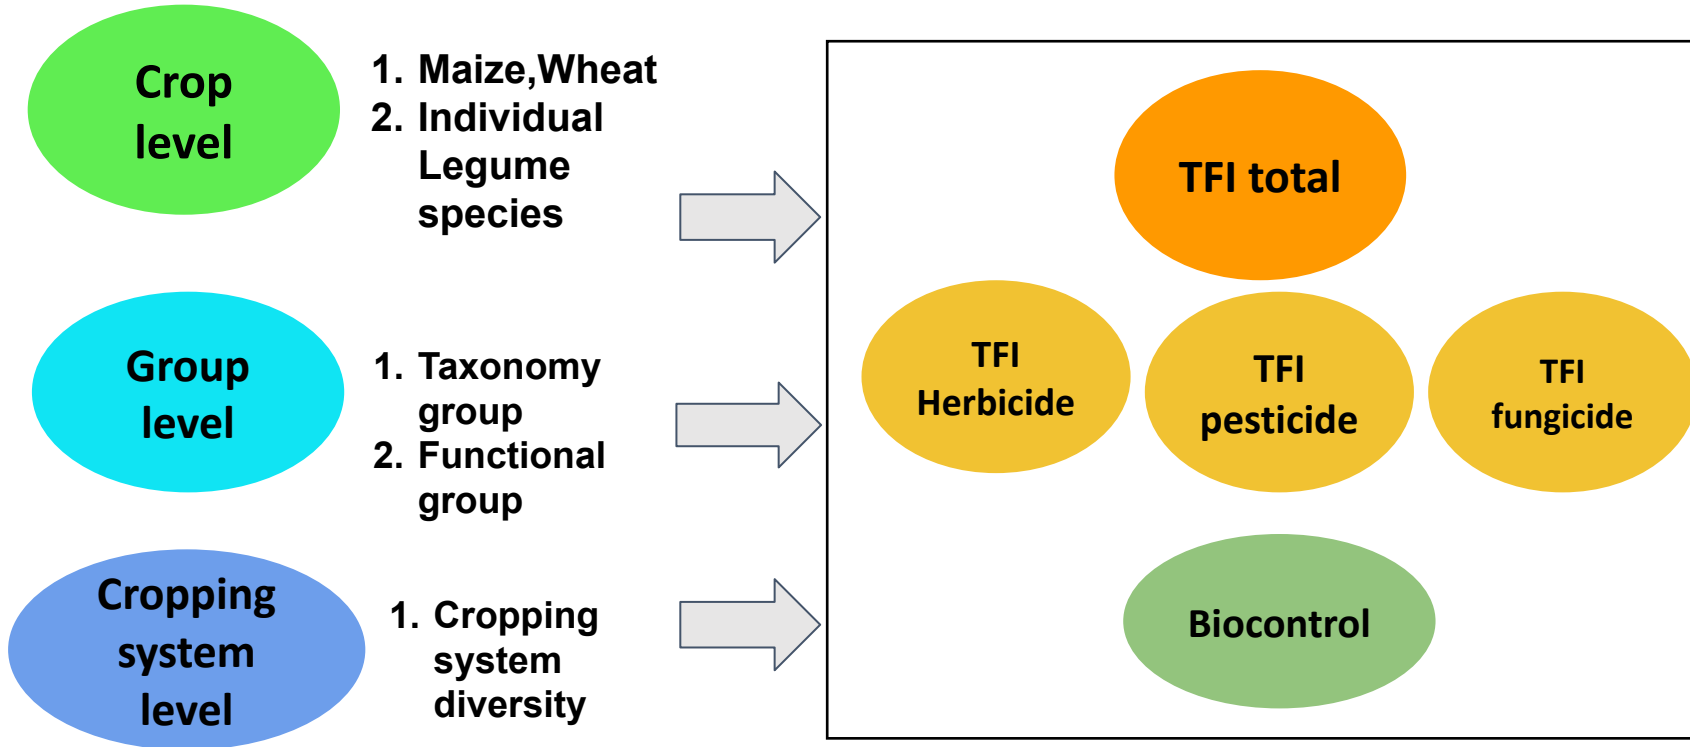 Crop
level
1. Maize,Wheat
2. Individual
Legume
species
Group
level
1. Taxonomy
group
2. Functional
group
Cropping
system
level
1. Cropping
system
diversity
TFI total
TFI
Herbicide
TFI
pesticide
TFI
fungicide
Biocontrol